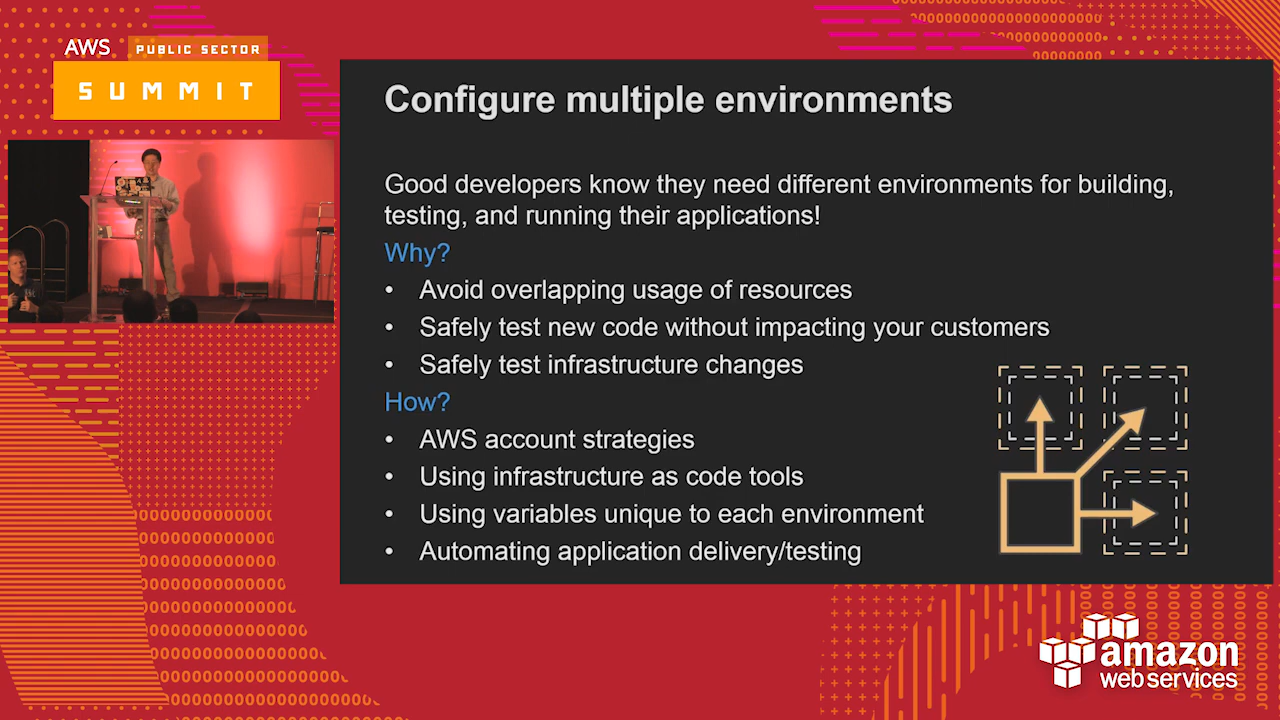 AWS PUBLIC SECTOR
SUMMIT
Configure multiple environments
Good developers know they need different environments for building,
testing, and running their applications!
Why?
• Avoid overlapping usage of resources
• Safely test new code without impacting your customers
• Safely test infrastructure changes
How?
• AWS account strategies
• Using infrastructure as code tools
• Using variables unique to each environment
• Automating application delivery/testing
amazon
web services